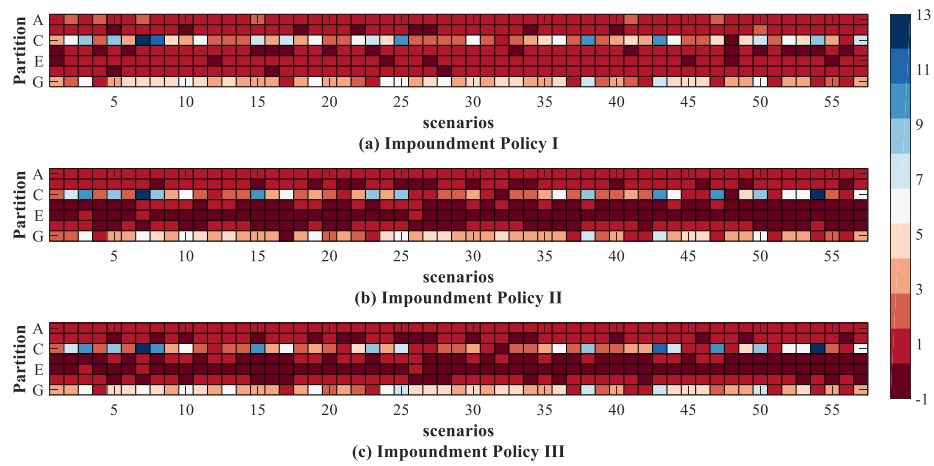 Partition
A
C
E
G
5 10 15 20 25 30 35 40 45 50 55
scenarios
(a) Impoundment Policy I
Partition
A
C
E
G
5 10 15 20 25 30 35 40 45 50 55
scenarios
(b) Impoundment Policy II
Partition
A
C
E
G
5 10 15 20 25 30 35 40 45 50 55
scenarios
(c) Impoundment Policy III
13
11
9
7
5
3
1
-1